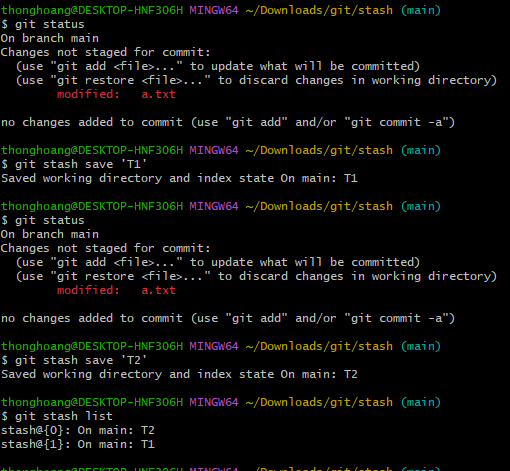 thonghoang@DESKTOP-HNF3O6H MINGW64 ~/Downloads/git/stash (main)
$ git status
On branch main
Changes not staged for commit:
  (use "git add <file>..." to update what will be committed)
  (use "git restore <file>..." to discard changes in working directory)
        modified:   a.txt

no changes added to commit (use "git add" and/or "git commit -a")

thonghoang@DESKTOP-HNF3O6H MINGW64 ~/Downloads/git/stash (main)
$ git stash save 'T1'
Saved working directory and index state On main: T1

thonghoang@DESKTOP-HNF3O6H MINGW64 ~/Downloads/git/stash (main)
$ git status
On branch main
Changes not staged for commit:
  (use "git add <file>..." to update what will be committed)
  (use "git restore <file>..." to discard changes in working directory)
        modified:   a.txt

no changes added to commit (use "git add" and/or "git commit -a")

thonghoang@DESKTOP-HNF3O6H MINGW64 ~/Downloads/git/stash (main)
$ git stash save 'T2'
Saved working directory and index state On main: T2

thonghoang@DESKTOP-HNF3O6H MINGW64 ~/Downloads/git/stash (main)
$ git stash list
stash@{0}: On main: T2
stash@{1}: On main: T1